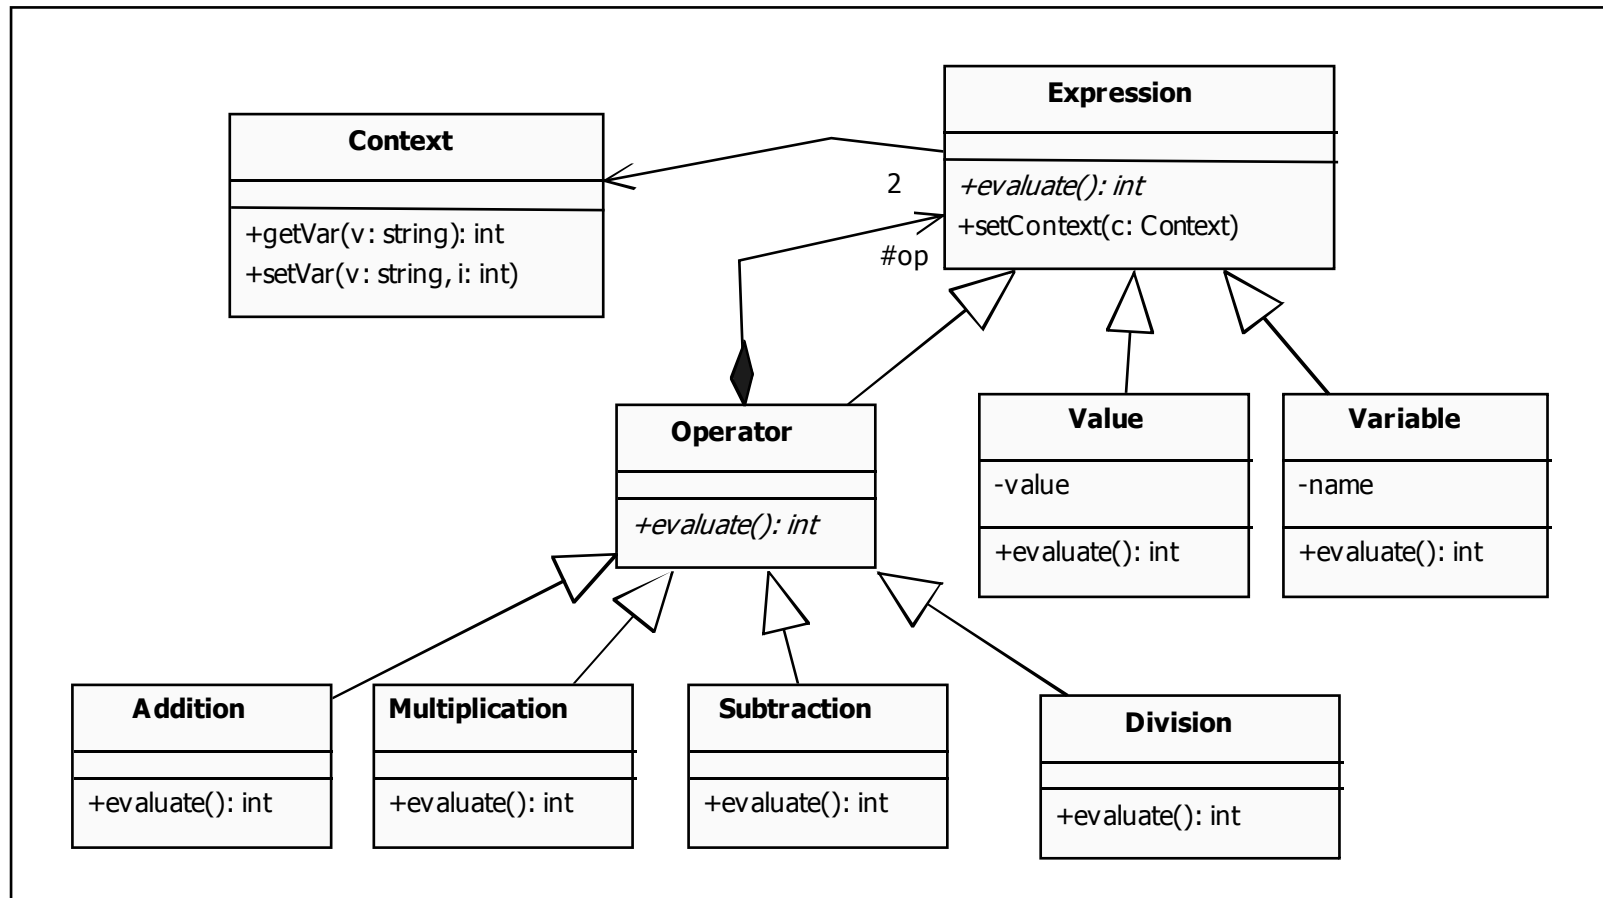 Expression
+evaluate(): int
+setContext(c: Context)
Context
+getVar(v: string): int
+setVar(v: string, i: int)
2
#op
Operator
+evaluate(): int
Value
-value
+evaluate(): int
Variable
-name
+evaluate(): int
Addition
+evaluate(): int
Multiplication
+evaluate(): int
Subtraction
+evaluate(): int
Division
+evaluate(): int